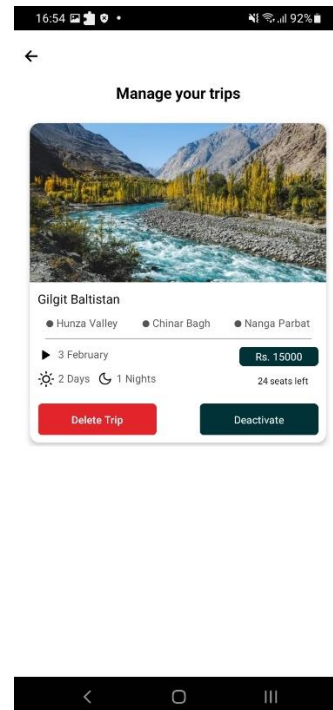 16:54 92%
Manage your trips
Gilgit Baltistan
Hunza Valley Chinar Bagh Nanga Parbat
3 February Rs. 15000
2 Days 1 Nights 24 seats left
Delete Trip Deactivate